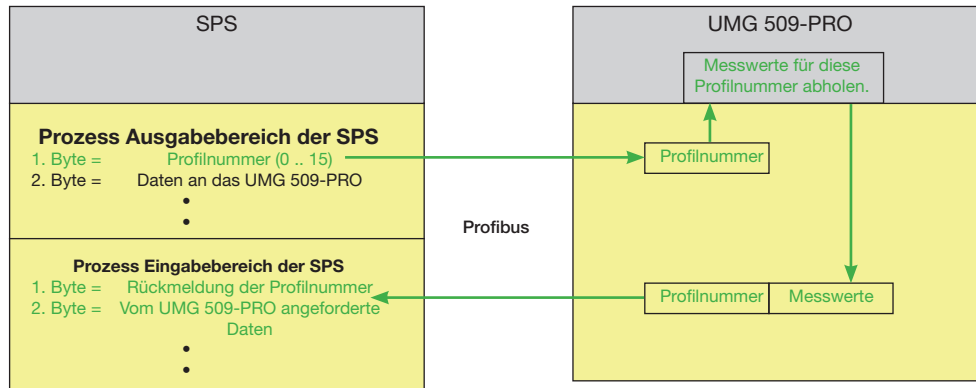 SPS
Prozess Ausgabebereich der SPS
1. Byte = Profilnummer (0 .. 15)
2. Byte = Daten an das UMG 509-PRO
•
•
Prozess Eingabebereich der SPS
1. Byte = Rückmeldung der Profilnummer
2. Byte = Vom UMG 509-PRO angeforderte
Daten
•
•
Profibus
UMG 509-PRO
Messwerte für diese
Profilnummer abholen.
Profilnummer
Profilnummer Messwerte